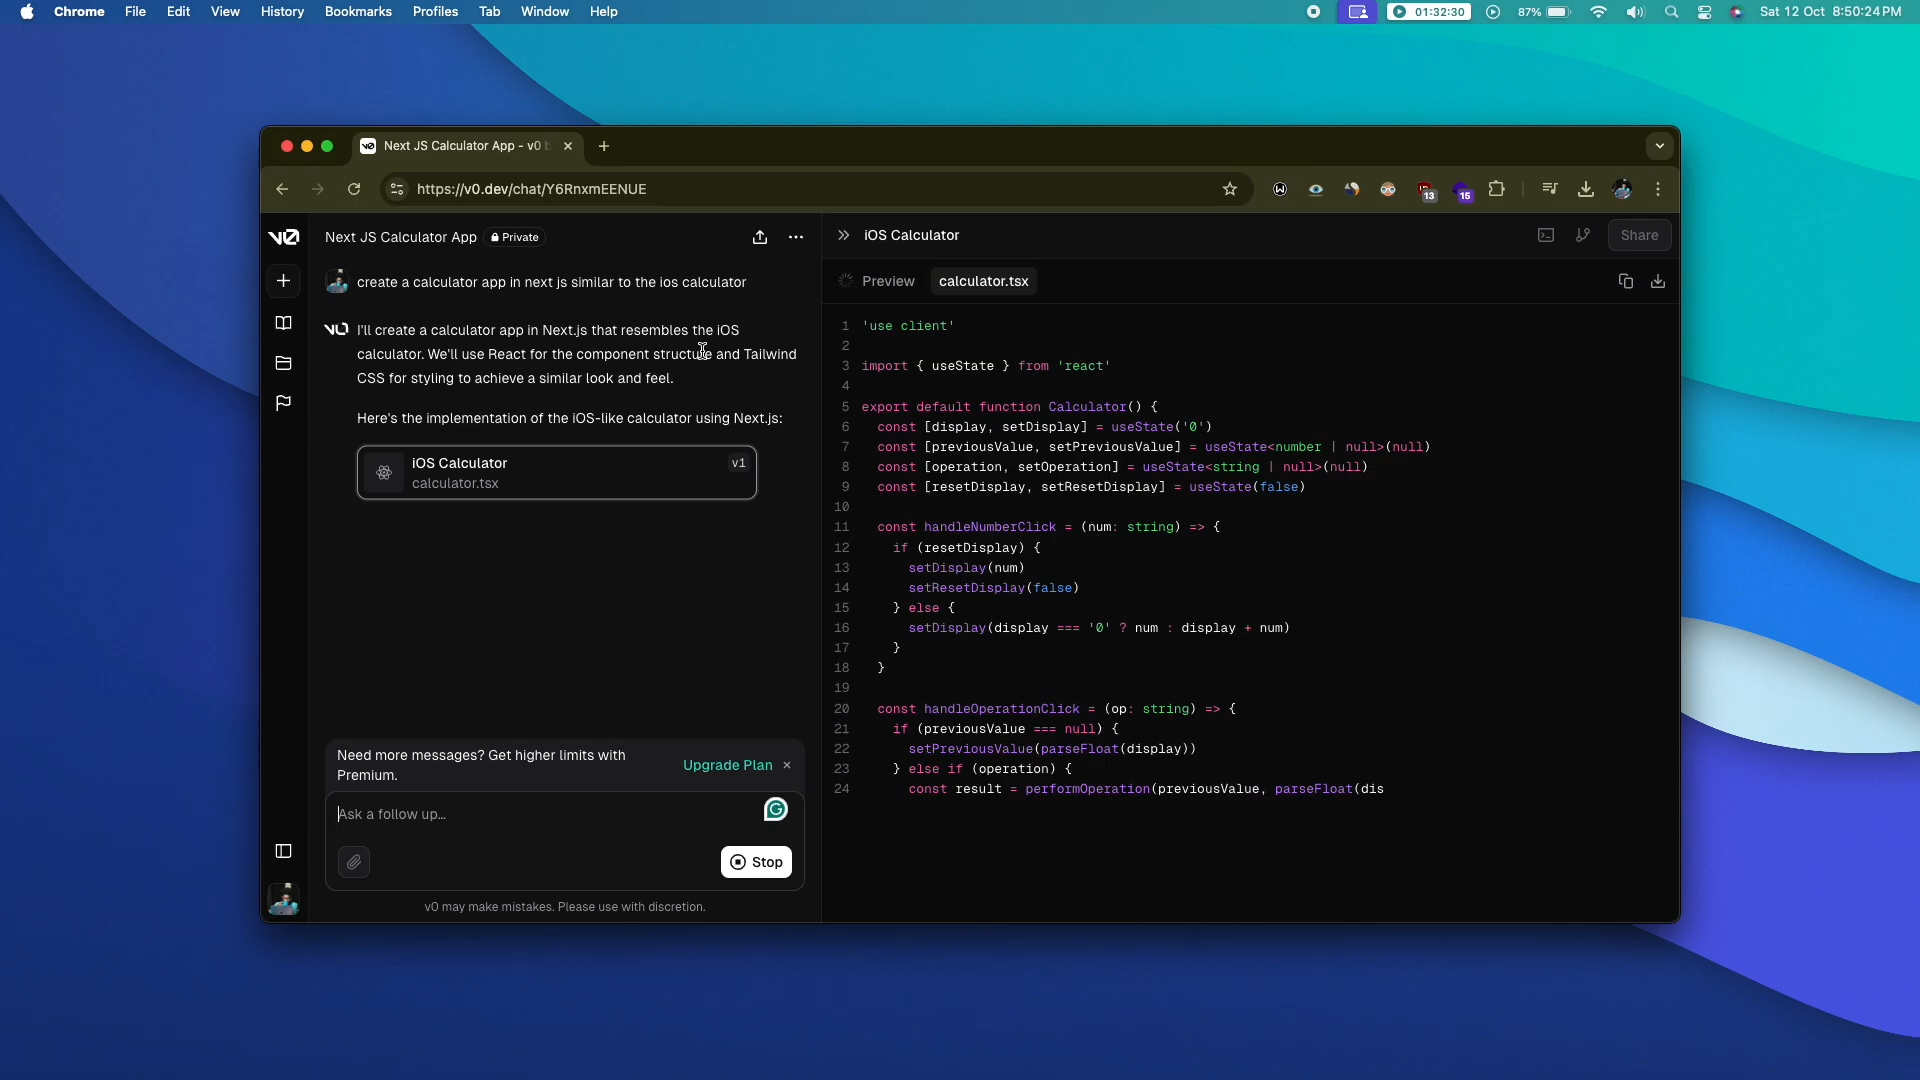 Chrome File Edit View History Bookmarks Profiles Tab Window Help 01:32:30 87% Sat 12 Oct 8:50:24 PM
Next JS Calculator App - v0 b
https://v0.dev/chat/Y6RnxmEENUE 13 15
v0 Next JS Calculator App Private
create a calculator app in next js similar to the ios calculator
I'll create a calculator app in Next.js that resembles the iOS
calculator. We'll use React for the component structure and Tailwind
CSS for styling to achieve a similar look and feel.
Here's the implementation of the iOS-like calculator using Next.js:
iOS Calculator v1
calculator.tsx
Need more messages? Get higher limits with
Premium.
Upgrade Plan ×
Ask a follow up...
Stop
v0 may make mistakes. Please use with discretion.
iOS Calculator Share
Preview calculator.tsx
1 'use client'
2
3 import { useState } from 'react'
4
5 export default function Calculator() {
6 const [display, setDisplay] = useState('0')
7 const [previousValue, setPreviousValue] = useState<number | null>(null)
8 const [operation, setOperation] = useState<string | null>(null)
9 const [resetDisplay, setResetDisplay] = useState(false)
10
11 const handleNumberClick = (num: string) => {
12 if (resetDisplay) {
13 setDisplay(num)
14 setResetDisplay(false)
15 } else {
16 setDisplay(display === '0' ? num : display + num)
17 }
18 }
19
20 const handleOperationClick = (op: string) => {
21 if (previousValue === null) {
22 setPreviousValue(parseFloat(display))
23 } else if (operation) {
24 const result = performOperation(previousValue, parseFloat(dis